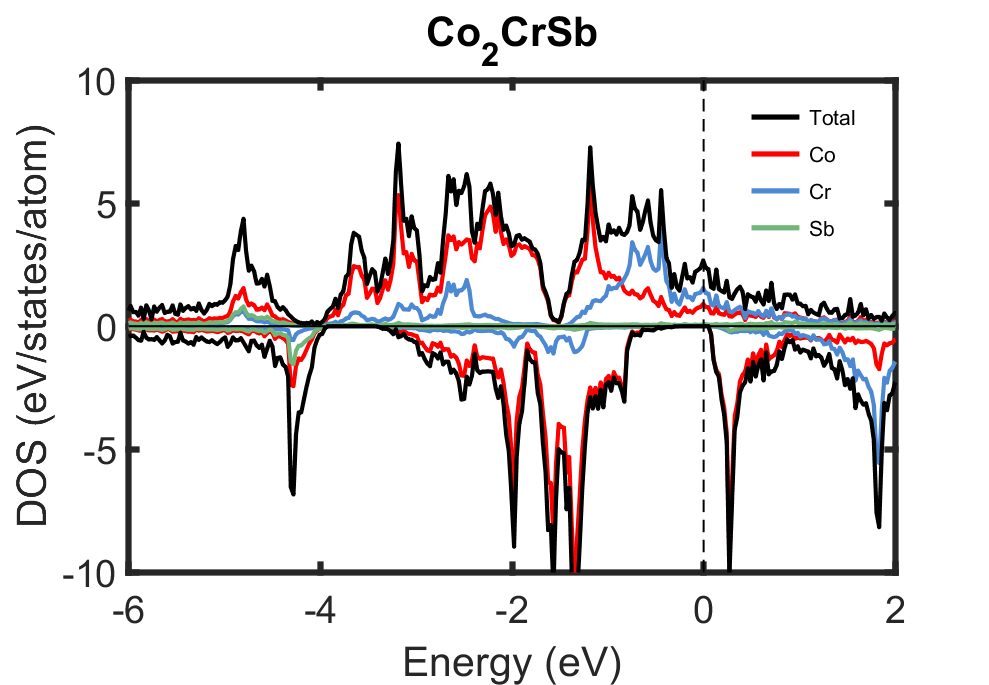 Co₂CrSb
10
5
0
0
-5
-10
-6
-4
-2
0
2
DOS (eV/states/atom)
Energy (eV)
Total
Co
Cr
Sb